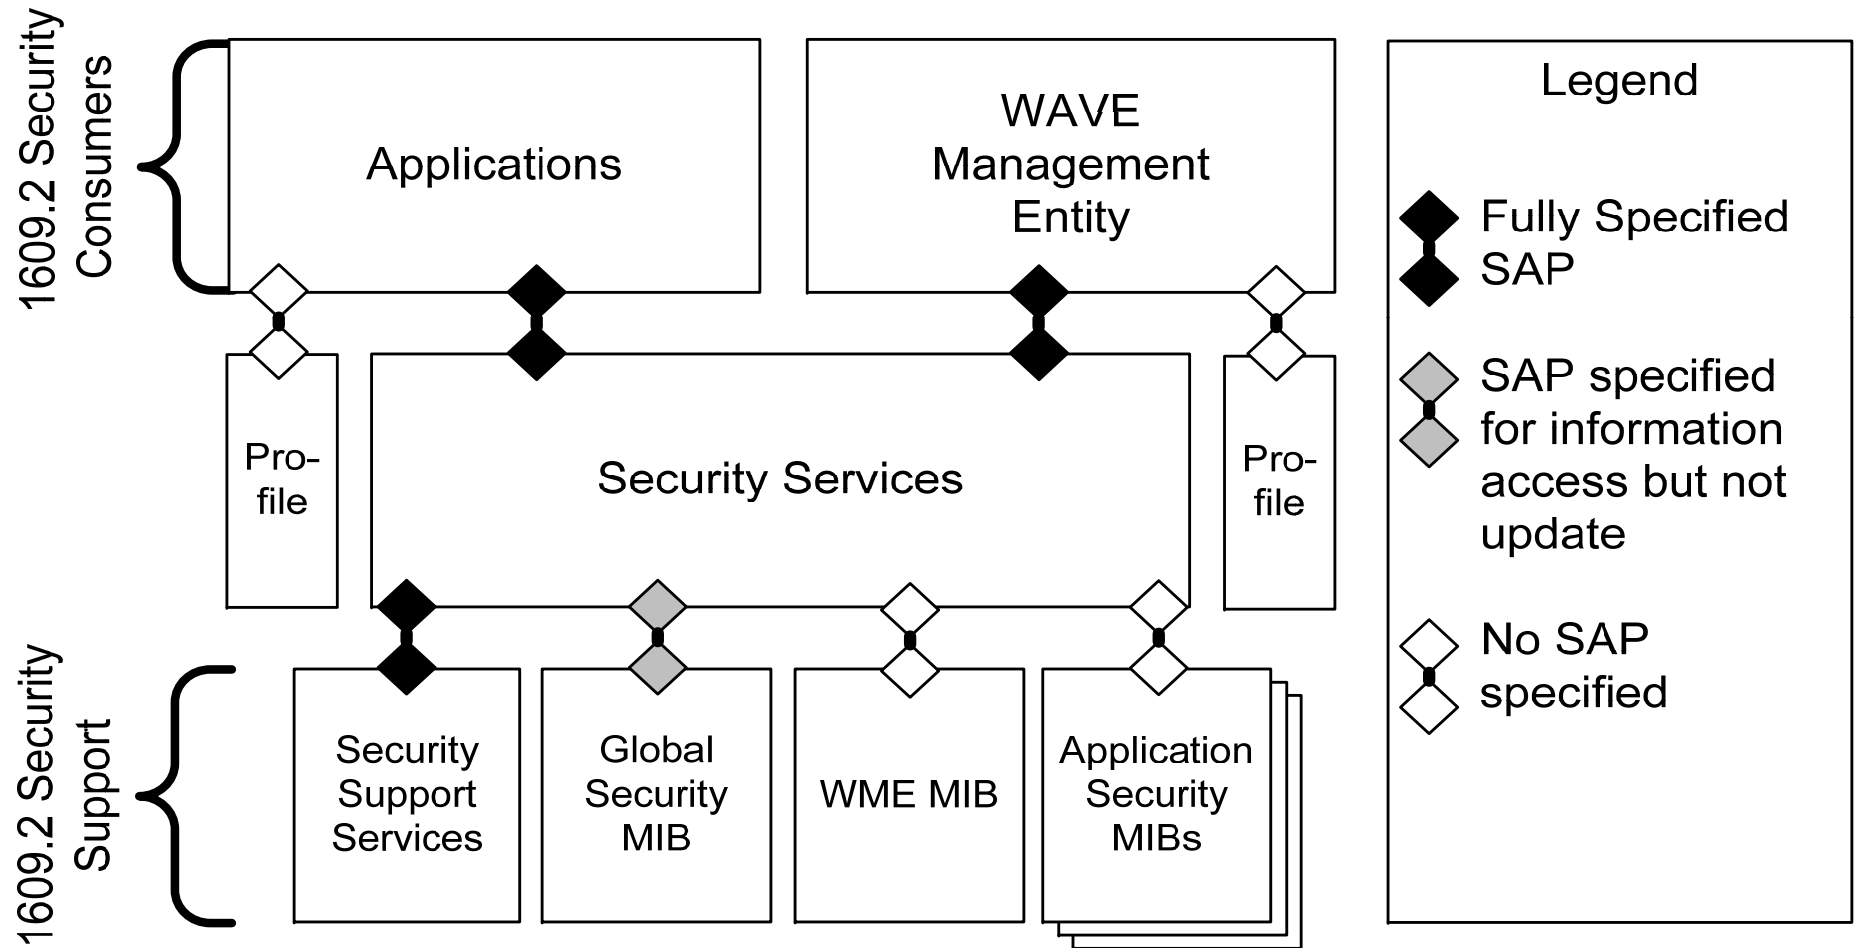 1609.2 Security
Consumers
Applications
WAVE
Management
Entity
Pro-
file
Security Services
Pro-
file
1609.2 Security
Support
Security
Support
Services
Global
Security
MIB
WME MIB
Application
Security
MIBs
Legend
Fully Specified
SAP
SAP specified
for information
access but not
update
No SAP
specified